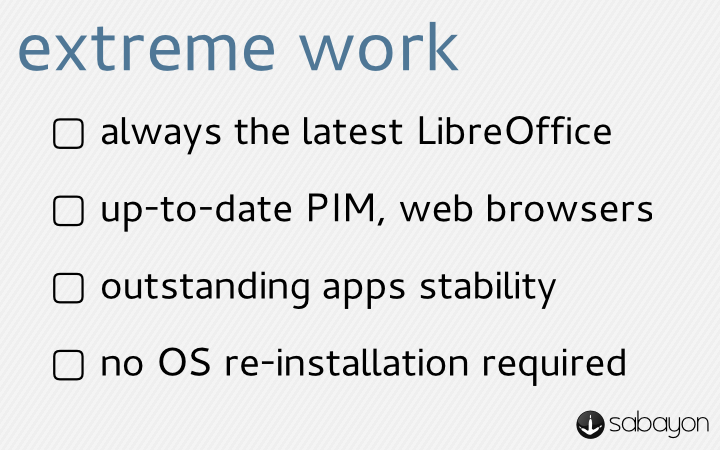 extreme work
always the latest LibreOffice
up-to-date PIM, web browsers
outstanding apps stability
no OS re-installation required
sabayon